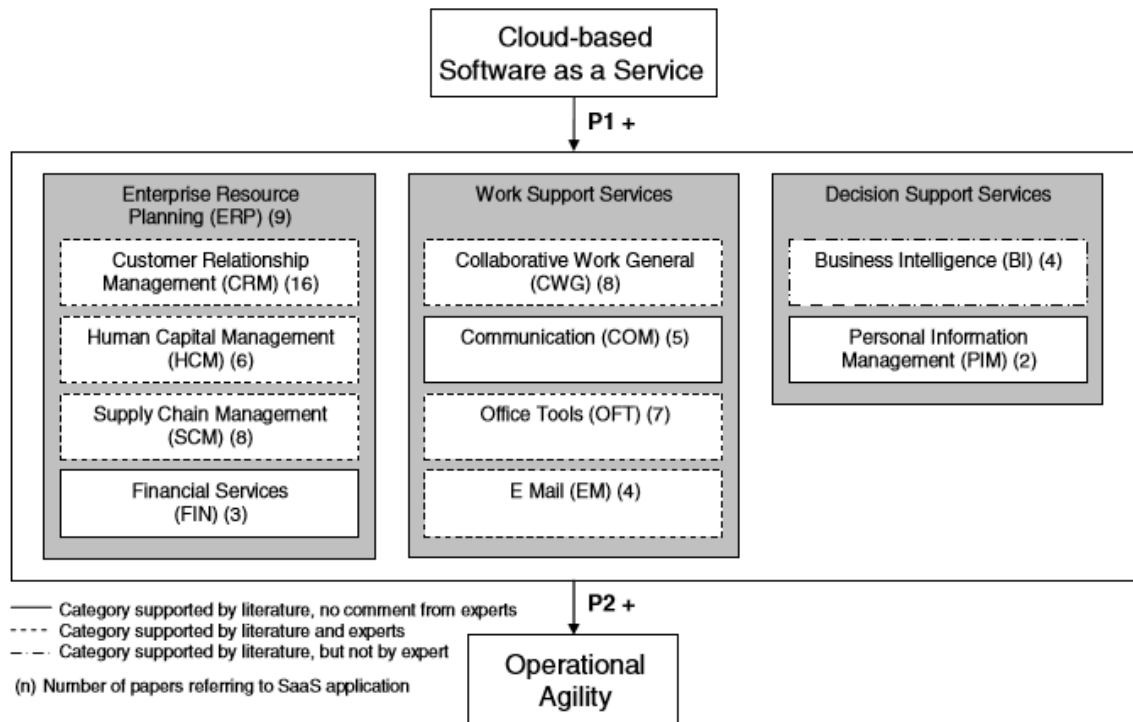 Cloud-based
Software as a Service
P1 +
Enterprise Resource
Planning (ERP) (9)
Customer Relationship
Management (CRM) (16)
Human Capital Management
(HCM) (6)
Supply Chain Management
(SCM) (8)
Financial Services
(FIN) (3)
Work Support Services
Collaborative Work General
(CWG) (8)
Communication (COM) (5)
Office Tools (OFT) (7)
E Mail (EM) (4)
Decision Support Services
Business Intelligence (BI) (4)
Personal Information
Management (PIM) (2)
P2 +
Category supported by literature, no comment from experts
Category supported by literature and experts
Category supported by literature, but not by expert
(n) Number of papers referring to SaaS application
Operational
Agility